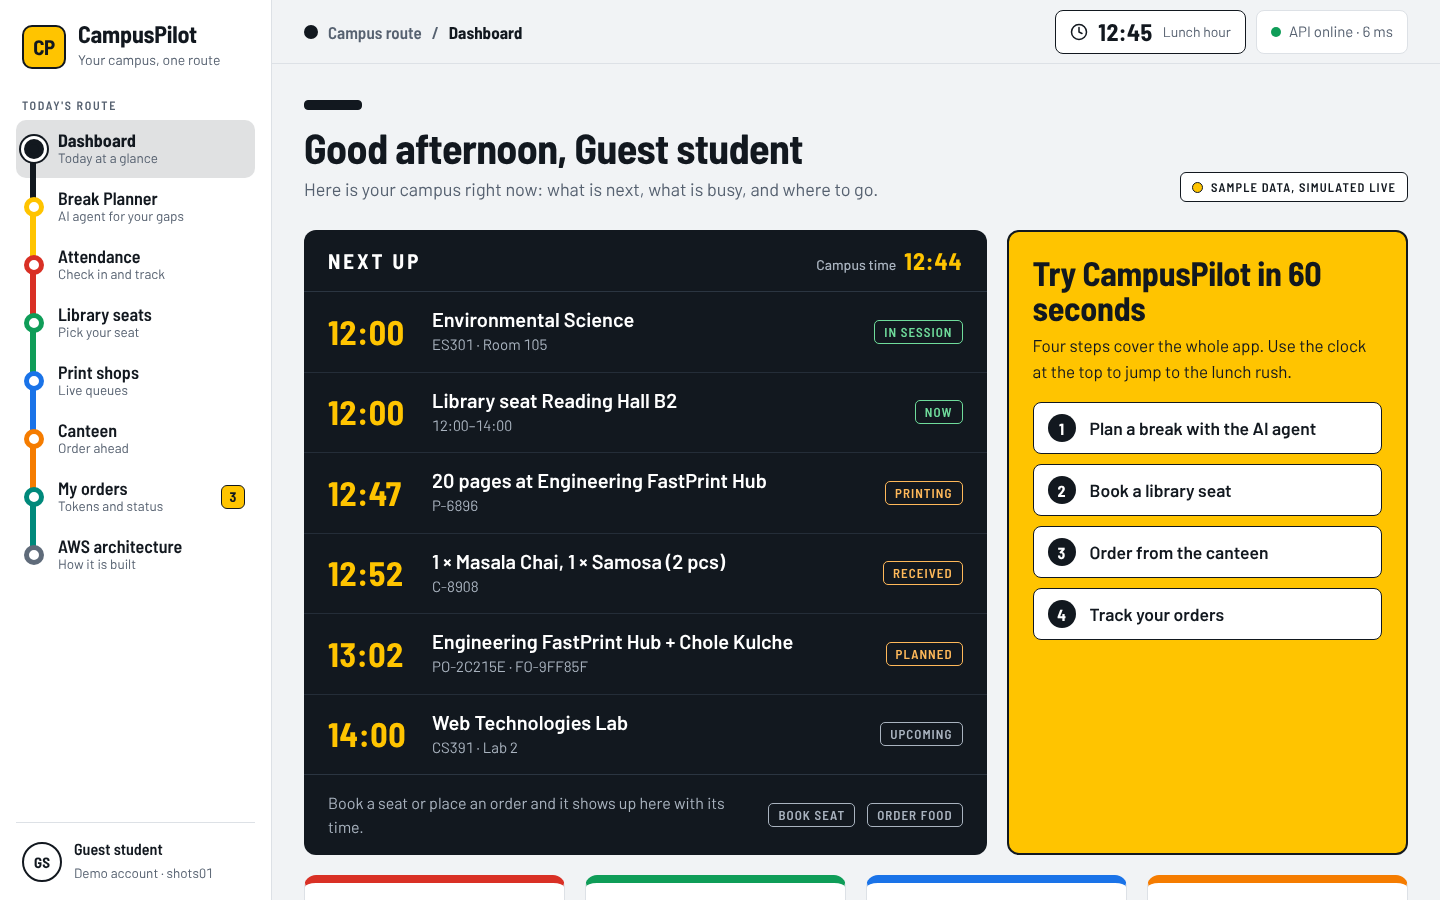 CP
CampusPilot
Your campus, one route
TODAY'S ROUTE
Dashboard
Today at a glance
Break Planner
AI agent for your gaps
Attendance
Check in and track
Library seats
Pick your seat
Print shops
Live queues
Canteen
Order ahead
My orders
Tokens and status
3
AWS architecture
How it is built
GS
Guest student
Demo account · shots01
Campus route / Dashboard
12:45 Lunch hour
API online · 6 ms
Good afternoon, Guest student
Here is your campus right now: what is next, what is busy, and where to go.
SAMPLE DATA, SIMULATED LIVE
NEXT UP
Campus time 12:44
12:00
Environmental Science
ES301 · Room 105
IN SESSION
12:00
Library seat Reading Hall B2
12:00–14:00
NOW
12:47
20 pages at Engineering FastPrint Hub
P-6896
PRINTING
12:52
1 × Masala Chai, 1 × Samosa (2 pcs)
C-8908
RECEIVED
13:02
Engineering FastPrint Hub + Chole Kulche
PO-2C215E · FO-9FF85F
PLANNED
14:00
Web Technologies Lab
CS391 · Lab 2
UPCOMING
Book a seat or place an order and it shows up here with its
time.
BOOK SEAT
ORDER FOOD
Try CampusPilot in 60
seconds
Four steps cover the whole app. Use the clock
at the top to jump to the lunch rush.
1 Plan a break with the AI agent
2 Book a library seat
3 Order from the canteen
4 Track your orders